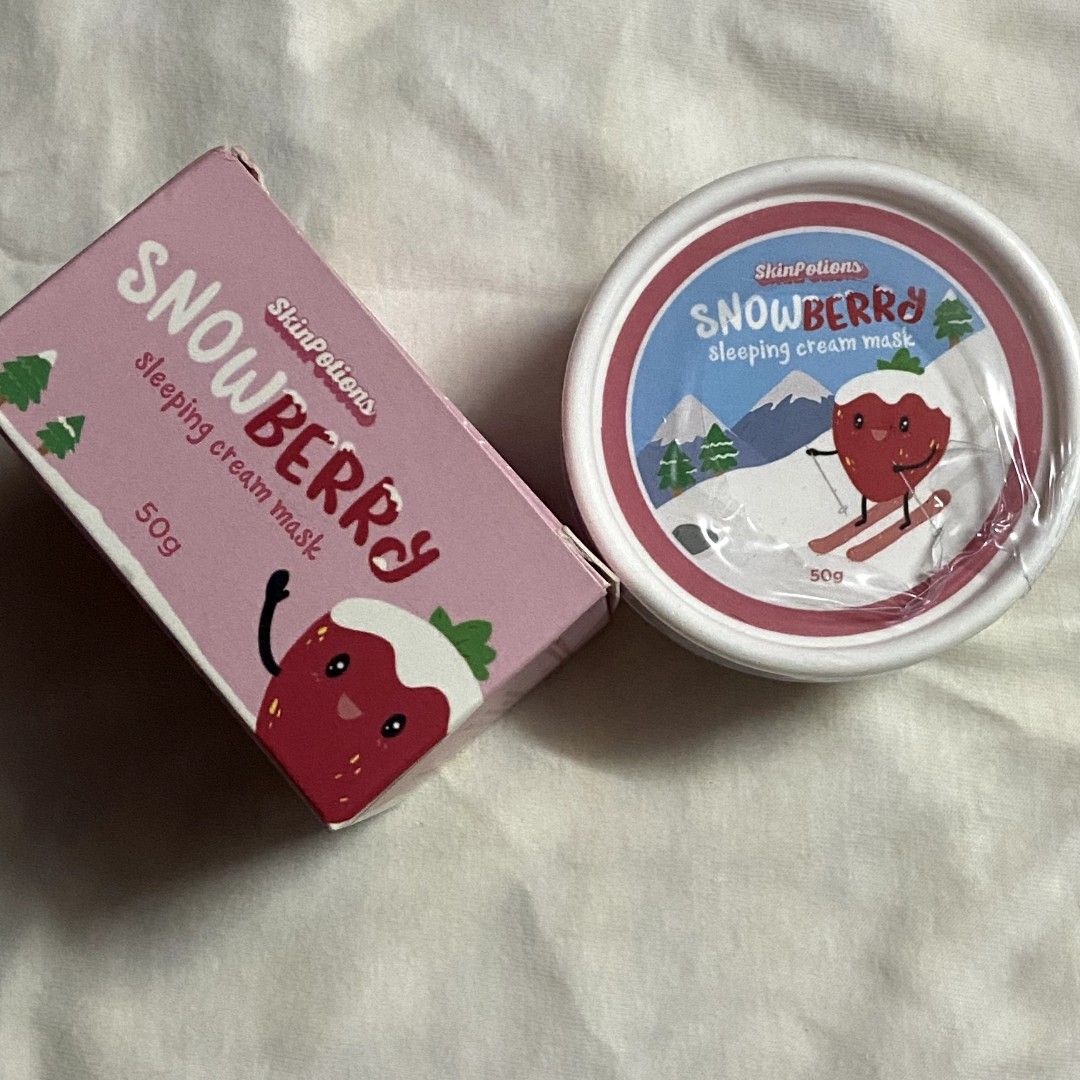 SkinPotions
SNOWBERRY
sleeping cream mask
50g
SkinPotions
SNOWBERRY
sleeping cream mask
50g